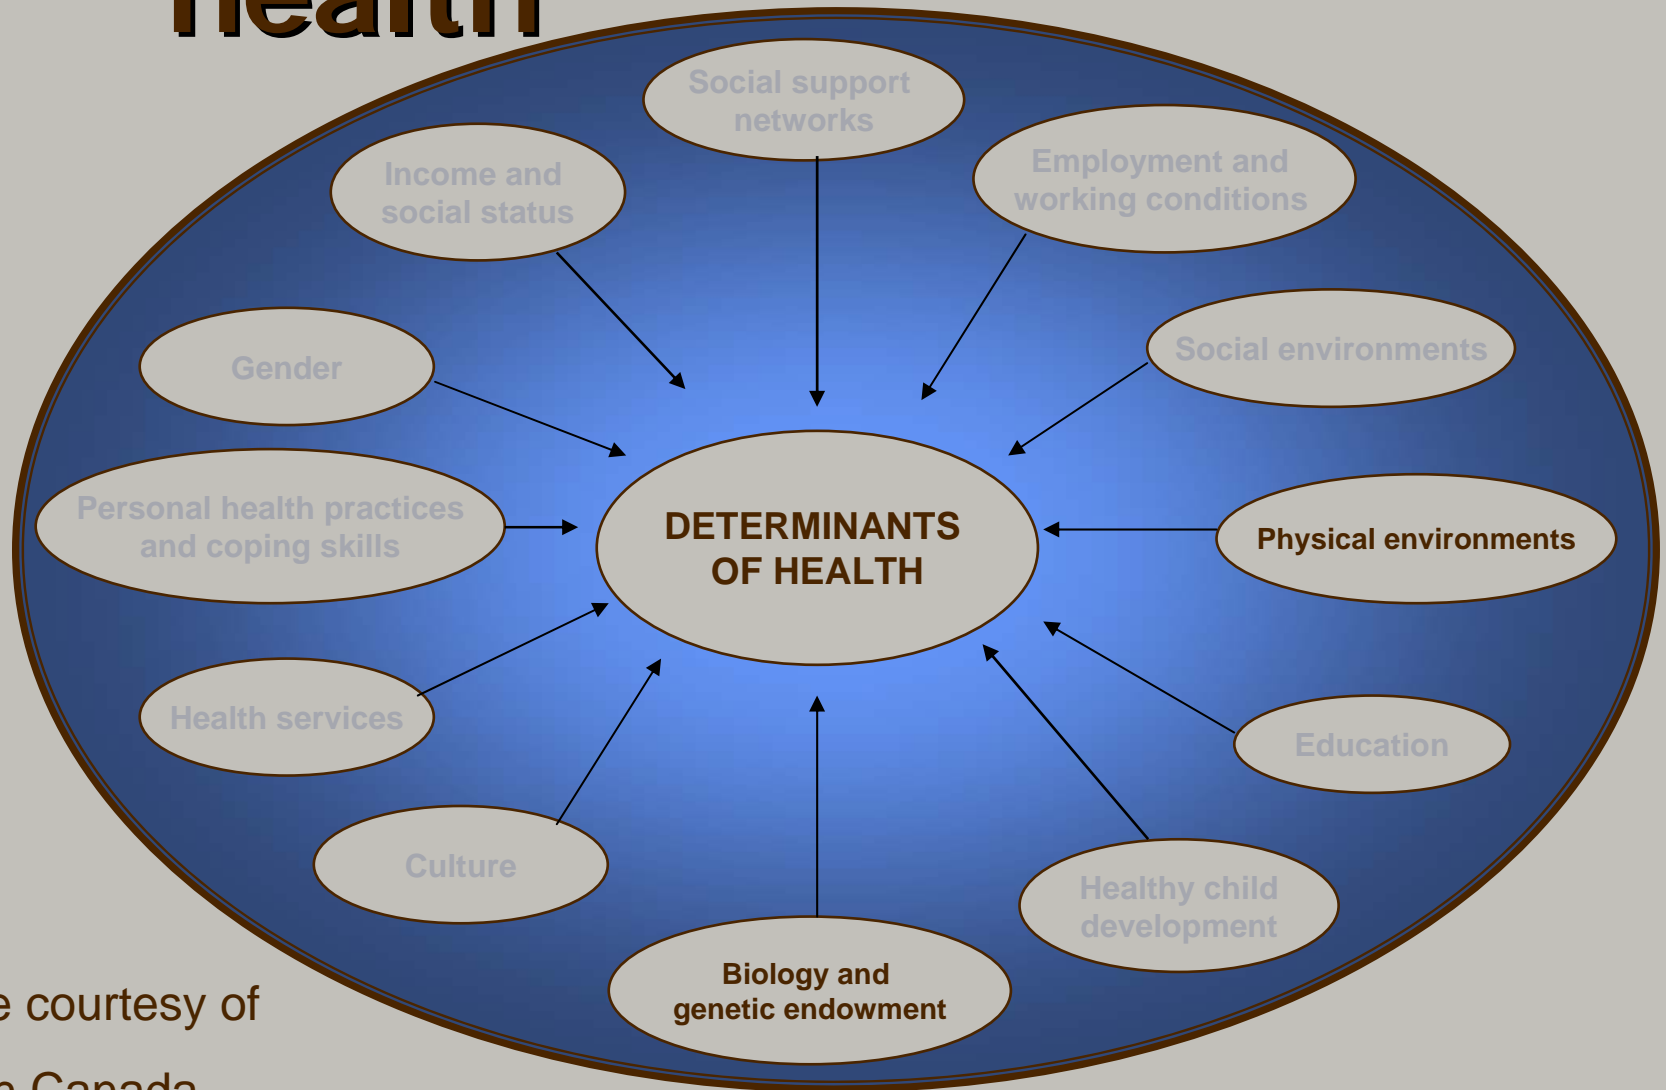 health
Social support
networks
Employment and
working conditions
Income and
social status
Social environments
Gender
Personal health practices
and coping skills
DETERMINANTS
OF HEALTH
Physical environments
Health services
Education
Culture
Healthy child
development
Biology and
genetic endowment
courtesy of
Canada